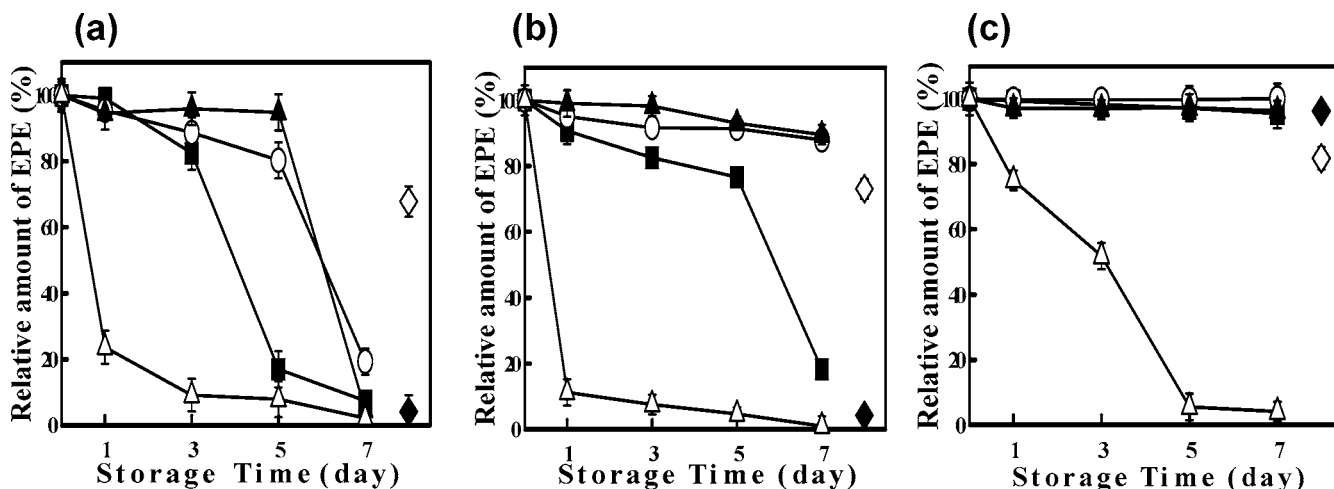 (a)
(b)
(c)
Relative amount of EPE (%)
100
80
60
40
20
0
1 3 5 7
Storage Time (day)
Relative amount of EPE (%)
100
80
60
40
20
0
1 3 5 7
Storage Time (day)
Relative amount of EPE (%)
100
80
60
40
20
0
1 3 5 7
Storage Time (day)